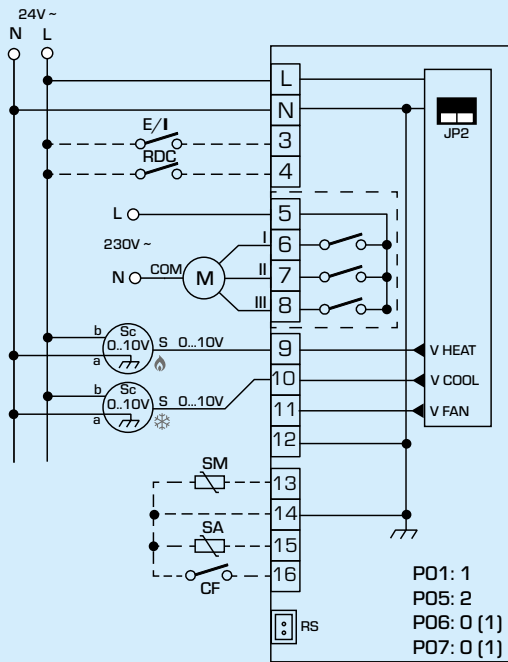 24V ~
N L
L
N
JP2
E/I
3
RDC
4
L
5
230V ~
I
6
N
COM
M
II
7
III
8
b
Sc
0...10V
a
S 0...10V
9
V HEAT
b
Sc
0...10V
a
S 0...10V
10
V COOL
11
V FAN
12
SM
13
14
SA
15
16
CF
RS
P01: 1
P05: 2
P06: 0 (1)
P07: 0 (1)